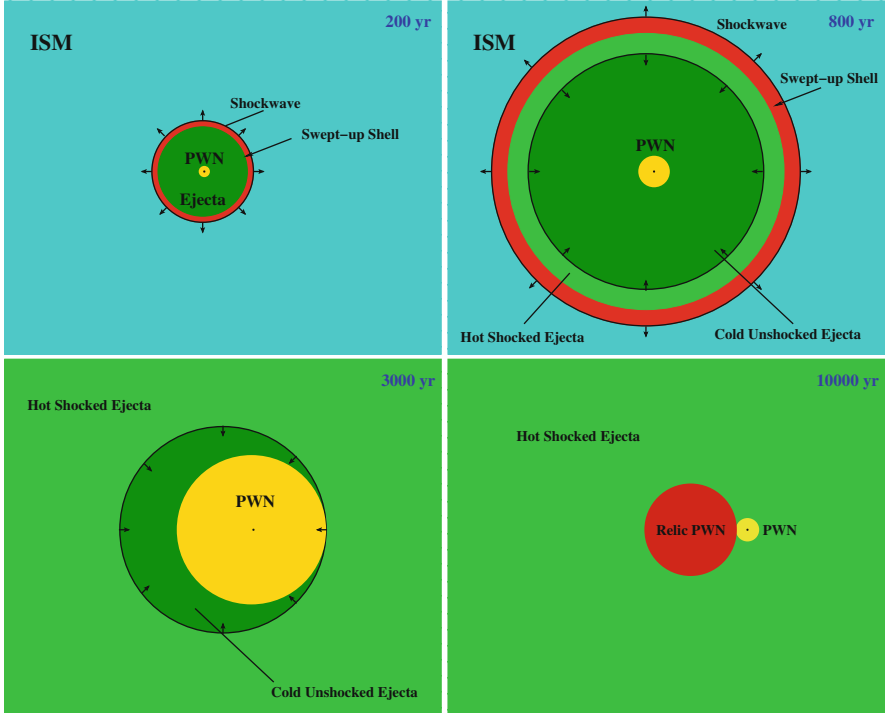 200 yr
ISM
Shockwave
Swept-up Shell
PWN
Ejecta
800 yr
ISM
Shockwave
Swept-up Shell
PWN
Hot Shocked Ejecta
Cold Unshocked Ejecta
3000 yr
Hot Shocked Ejecta
PWN
Cold Unshocked Ejecta
10000 yr
Hot Shocked Ejecta
Relic PWN
PWN